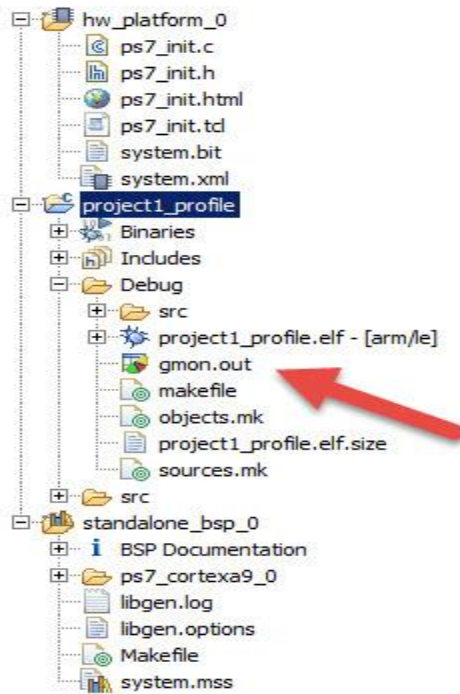 hw_platform_0
ps7_init.c
ps7_init.h
ps7_init.html
ps7_init.tcl
system.bit
system.xml
project1_profile
Binaries
Includes
Debug
src
project1_profile.elf - [arm/le]
gmon.out
makefile
objects.mk
project1_profile.elf.size
sources.mk
src
standalone_bsp_0
BSP Documentation
ps7_cortexa9_0
libgen.log
libgen.options
Makefile
system.mss